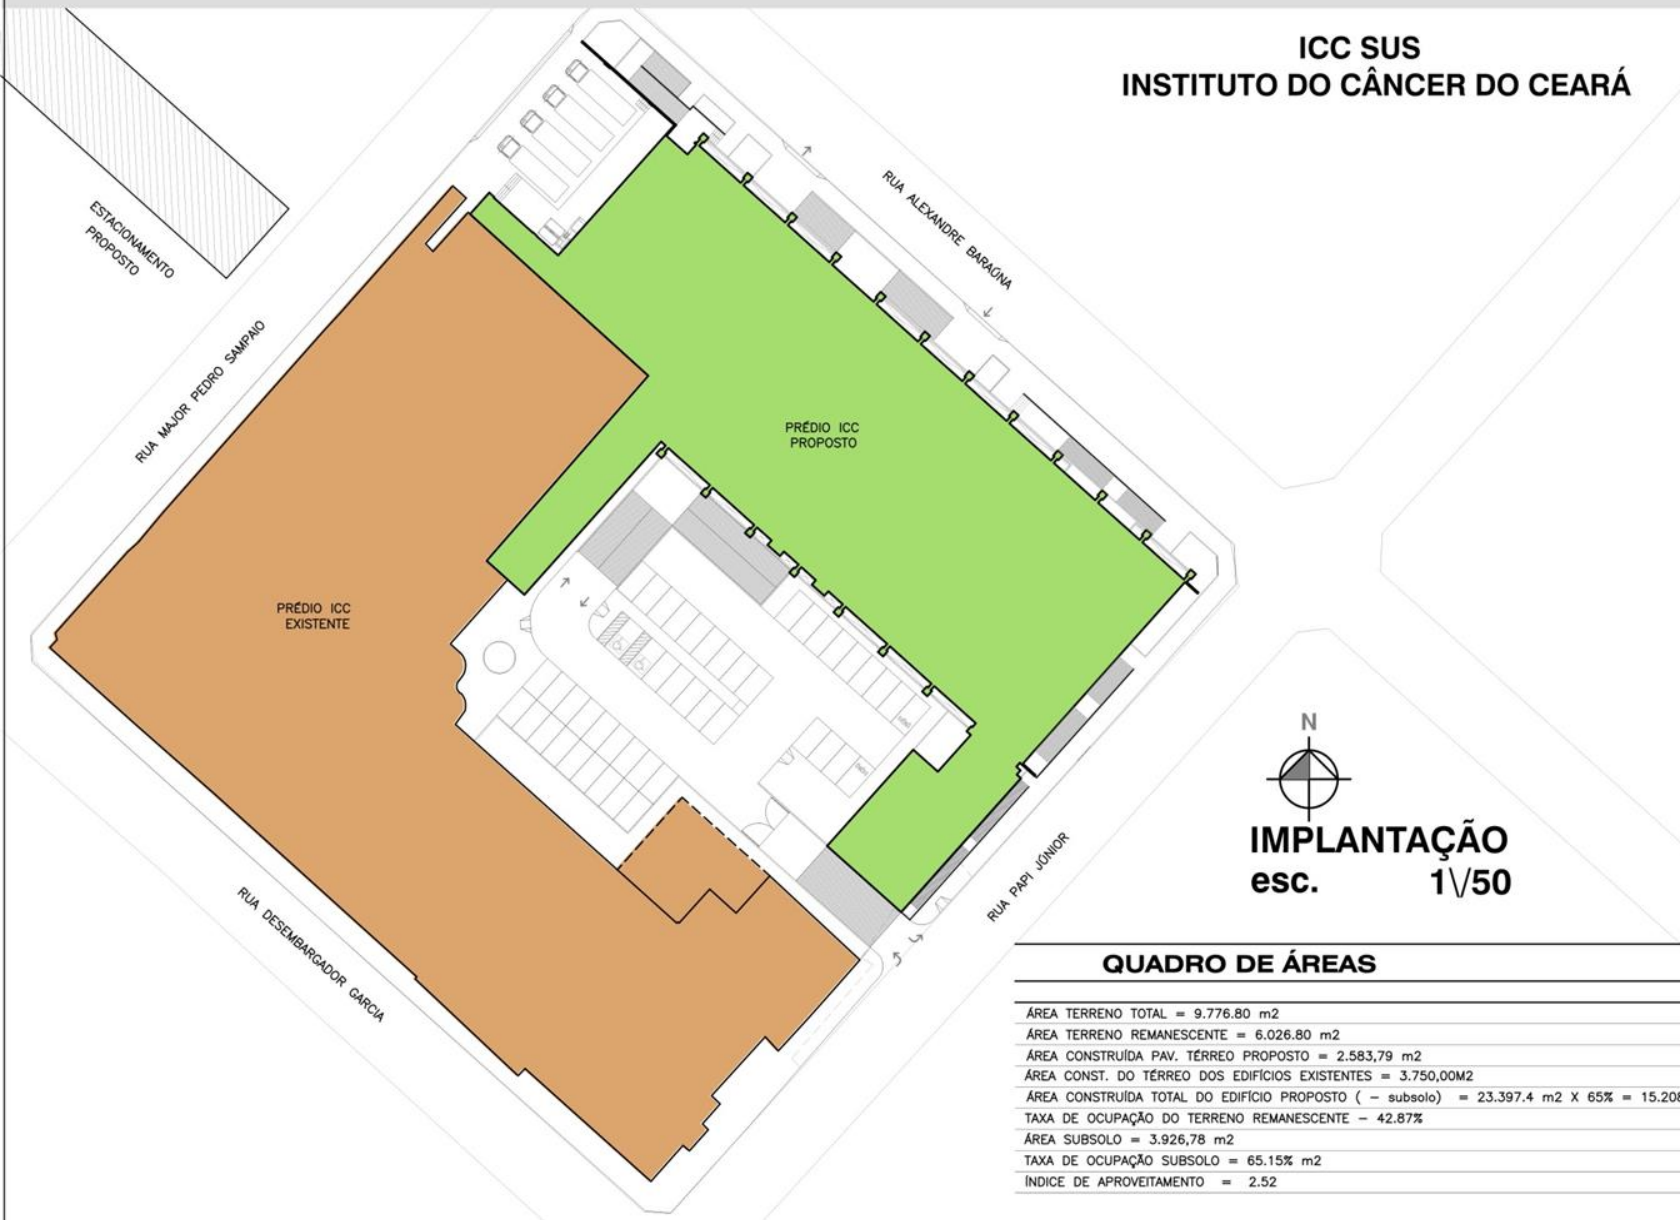 ICC SUS
INSTITUTO DO CÂNCER DO CEARÁ
ESTACIONAMENTO
PROPOSTO
RUA ALEXANDRE BARAÚNA
RUA MAJOR PEDRO SAMPAIO
PRÉDIO ICC
PROPOSTO
PRÉDIO ICC
EXISTENTE
RUA DESEMBARGADOR GARCIA
RUA PAPI JÚNIOR
N
IMPLANTAÇÃO
esc. 1\/50
QUADRO DE ÁREAS
ÁREA TERRENO TOTAL = 9.776.80 m2
ÁREA TERRENO REMANESCENTE = 6.026.80 m2
ÁREA CONSTRUÍDA PAV. TÉRREO PROPOSTO = 2.583,79 m2
ÁREA CONST. DO TÉRREO DOS EDIFÍCIOS EXISTENTES = 3.750,00M2
ÁREA CONSTRUÍDA TOTAL DO EDIFÍCIO PROPOSTO ( - subsolo) = 23.397.4 m2 X 65% = 15.208
TAXA DE OCUPAÇÃO DO TERRENO REMANESCENTE - 42.87%
ÁREA SUBSOLO = 3.926,78 m2
TAXA DE OCUPAÇÃO SUBSOLO = 65.15% m2
ÍNDICE DE APROVEITAMENTO = 2.52